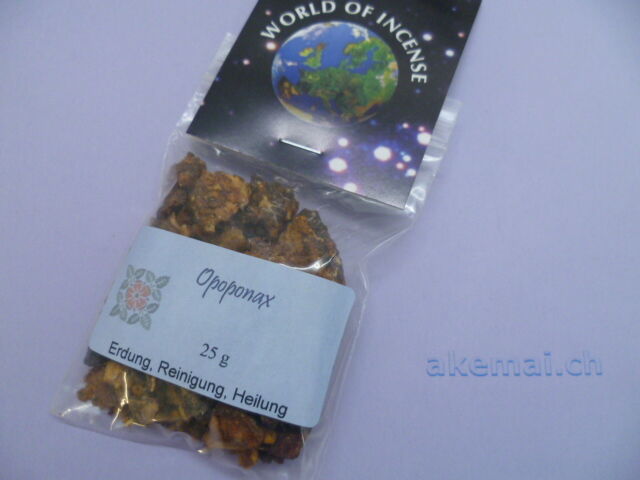 WORLD OF INCENSE
Opoponax
25 g
Erdung, Reinigung, Heilung
akemai.ch